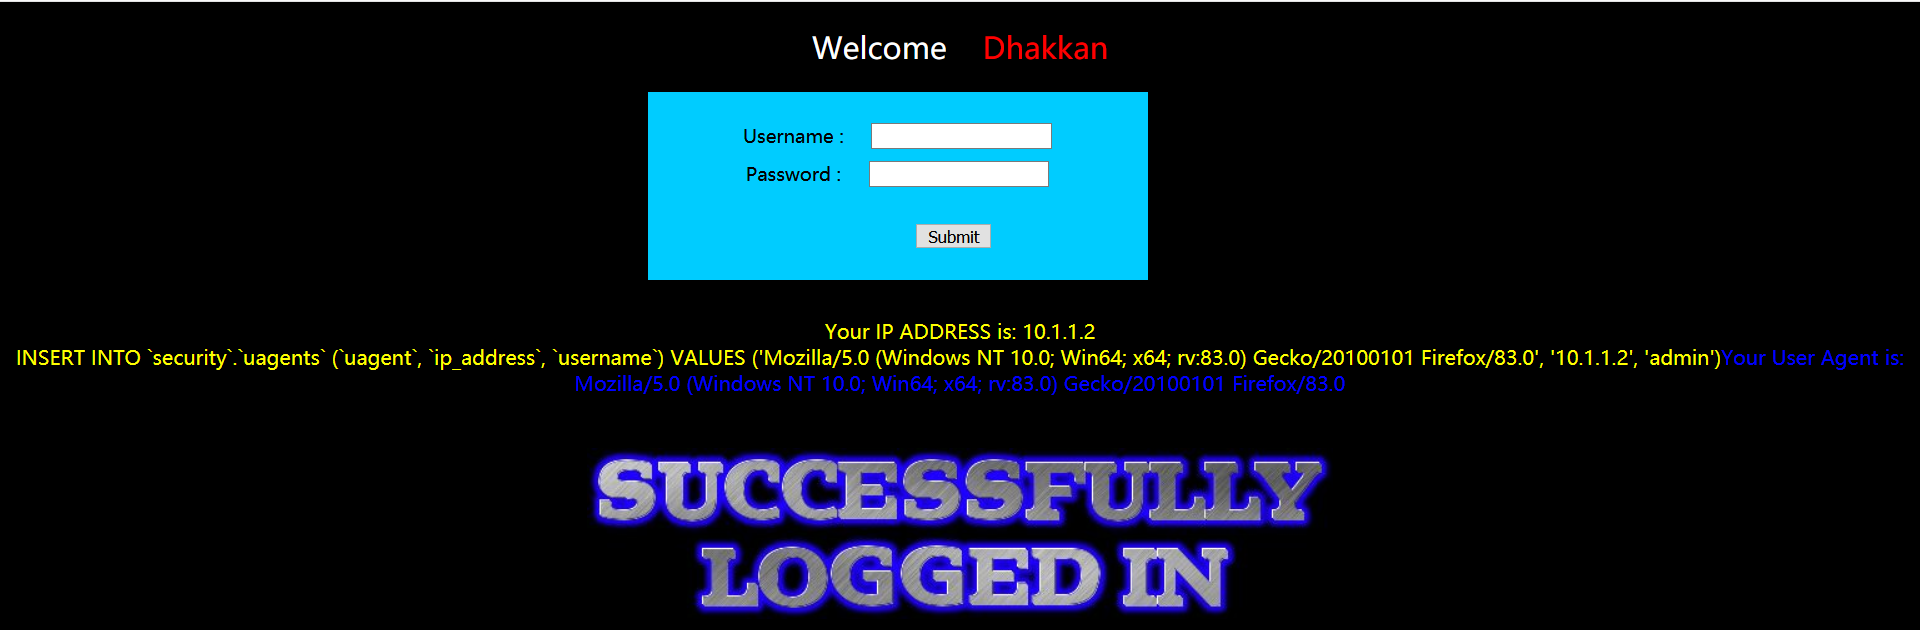 Welcome Dhakkan
Username :
Password :
Submit
Your IP ADDRESS is: 10.1.1.2
INSERT INTO `security`.`uagents` (`uagent`, `ip_address`, `username`) VALUES ('Mozilla/5.0 (Windows NT 10.0; Win64; x64; rv:83.0) Gecko/20100101 Firefox/83.0', '10.1.1.2', 'admin')Your User Agent is:
Mozilla/5.0 (Windows NT 10.0; Win64; x64; rv:83.0) Gecko/20100101 Firefox/83.0
SUCCESSFULLY
LOGGED IN